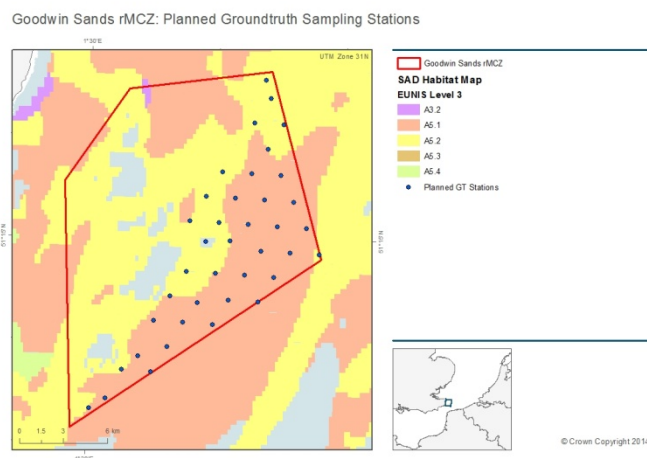 Goodwin Sands rMCZ: Planned Groundtruth Sampling Stations
1°30'E
UTM Zone 31N
Goodwin Sands rMCZ
SAD Habitat Map
EUNIS Level 3
A3.2
A5.1
A5.2
A5.3
A5.4
Planned GT Stations
0 1.5 3 6 km
© Crown Copyright 2014